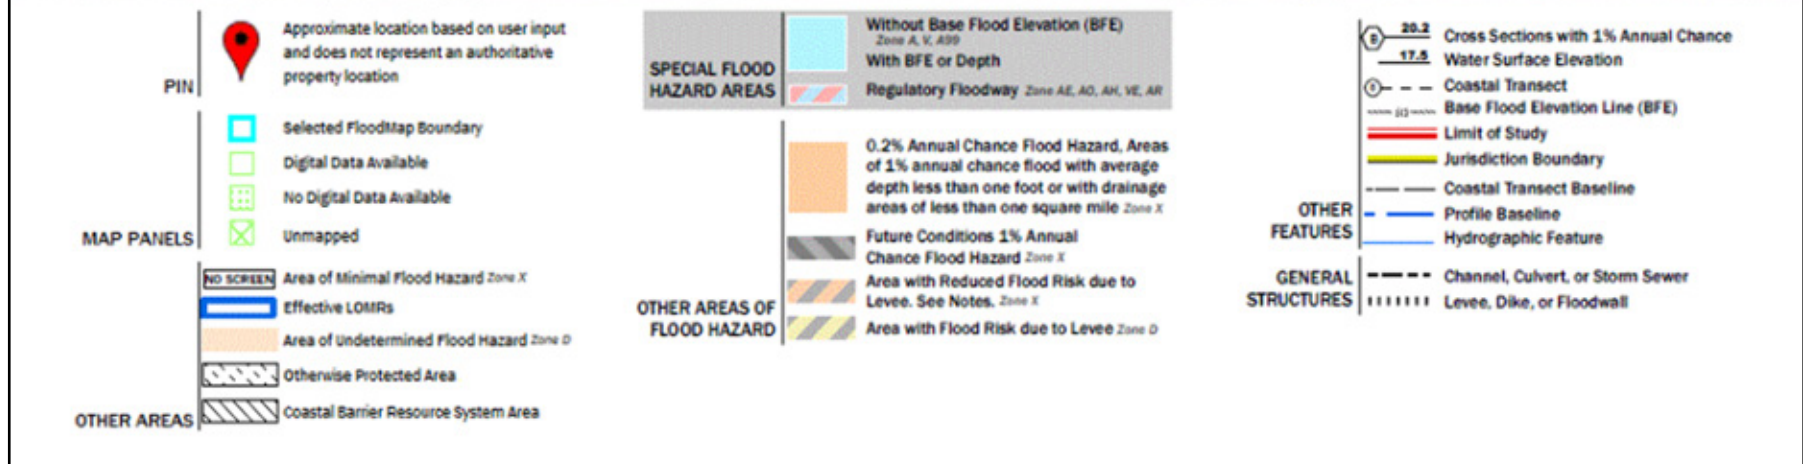 PIN
Approximate location based on user input
and does not represent an authoritative
property location
MAP PANELS
Selected FloodMap Boundary
Digital Data Available
No Digital Data Available
Unmapped
OTHER AREAS
NO SCREEN Area of Minimal Flood Hazard Zone X
Effective LOMRs
Area of Undetermined Flood Hazard Zone D
Otherwise Protected Area
Coastal Barrier Resource System Area
SPECIAL FLOOD
HAZARD AREAS
Without Base Flood Elevation (BFE)
Zone A, V, A99
With BFE or Depth
Regulatory Floodway Zone AE, AO, AH, VE, AR
OTHER AREAS OF
FLOOD HAZARD
0.2% Annual Chance Flood Hazard, Areas
of 1% annual chance flood with average
depth less than one foot or with drainage
areas of less than one square mile Zone X
Future Conditions 1% Annual
Chance Flood Hazard Zone X
Area with Reduced Flood Risk due to
Levee. See Notes. Zone X
Area with Flood Risk due to Levee Zone D
OTHER
FEATURES
B 20.2 Cross Sections with 1% Annual Chance
17.5 Water Surface Elevation
Coastal Transect
Base Flood Elevation Line (BFE)
Limit of Study
Jurisdiction Boundary
Coastal Transect Baseline
Profile Baseline
Hydrographic Feature
GENERAL
STRUCTURES
Channel, Culvert, or Storm Sewer
Levee, Dike, or Floodwall